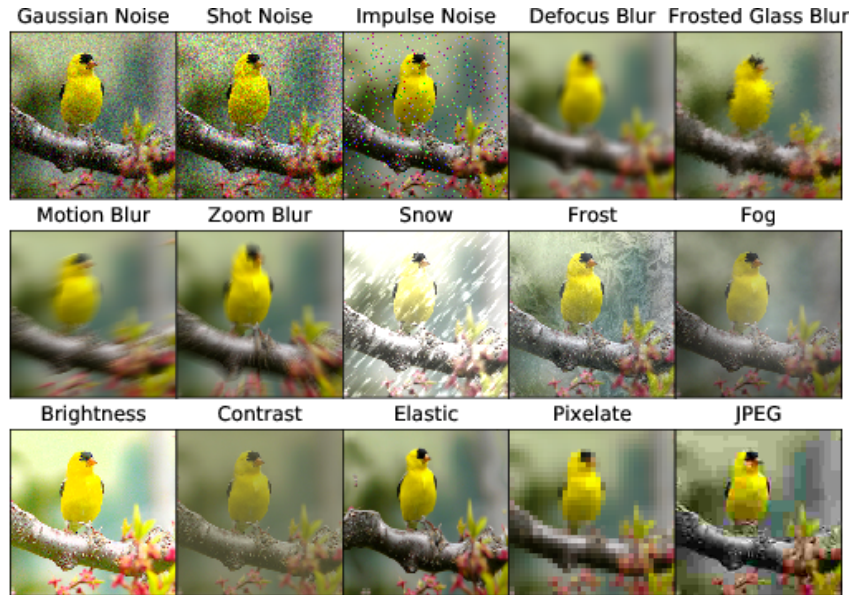 Gaussian Noise Shot Noise Impulse Noise Defocus Blur Frosted Glass Blur
Motion Blur Zoom Blur Snow Frost Fog
Brightness Contrast Elastic Pixelate JPEG